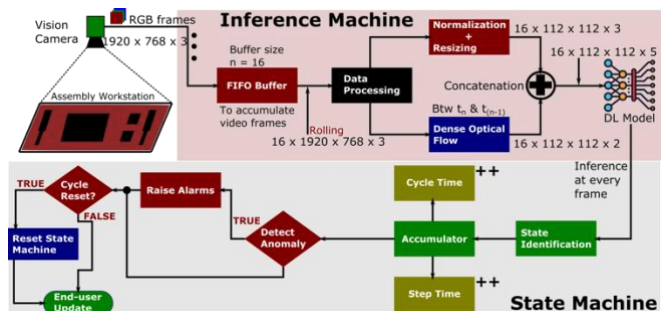 Vision
Camera
RGB frames
1920 x 768 x 3
Assembly Workstation
Inference Machine
Buffer size
n = 16
FIFO Buffer
To accumulate
video frames
Rolling
16 x 1920 x 768 x 3
Data
Processing
Normalization
+
Resizing
16 x 112 x 112 x 3
16 x 112 x 112 x 5
Concatenation
Btw tn & t(n-1)
Dense Optical
Flow
16 x 112 x 112 x 2
DL Model
Inference
at every
frame
TRUE
Cycle
Reset?
FALSE
Raise Alarms
TRUE
Detect
Anomaly
Cycle Time
++
Accumulator
State
Identification
Reset State
Machine
End-user
Update
Step Time
++
State Machine